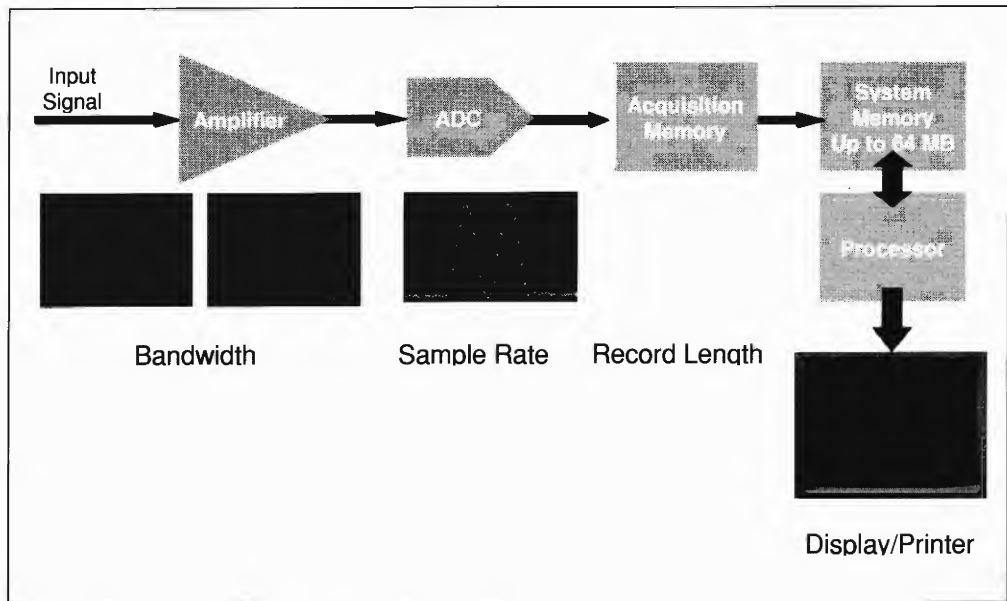 Input
Signal
Amplifier
ADC
Acquisition
Memory
System
Memory
Up to 64 MB
Processor
Bandwidth
Sample Rate
Record Length
Display/Printer